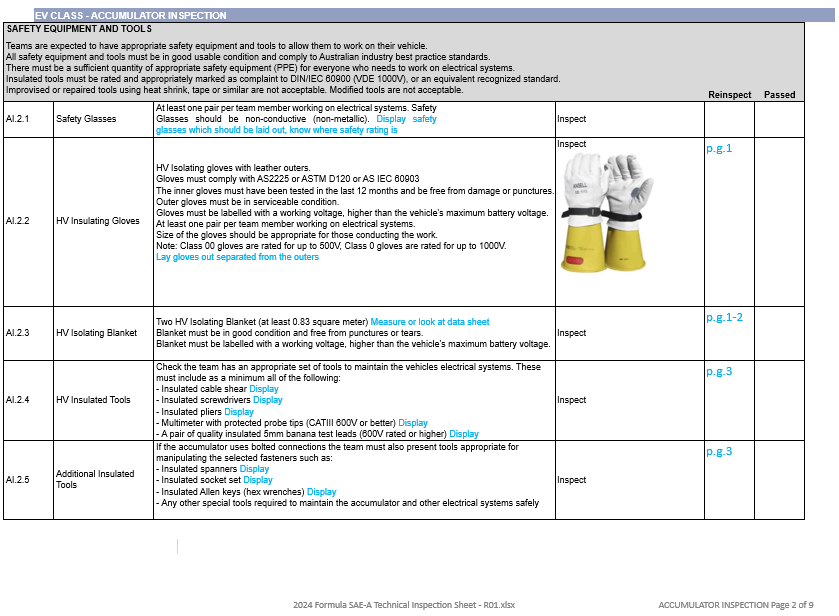 EV CLASS - ACCUMULATOR INSPECTION
SAFETY EQUIPMENT AND TOOLS
Teams are expected to have appropriate safety equipment and tools to allow them to work on their vehicle.
All safety equipment and tools must be in good usable condition and comply to Australian industry best practice standards.
There must be a sufficient quantity of appropriate safety equipment (PPE) for everyone who needs to work on electrical systems.
Insulated tools must be rated and appropriately marked as complaint to DIN/IEC 60900 (VDE 1000V), or an equivalent recognized standard.
Improvised or repaired tools using heat shrink, tape or similar are not acceptable. Modified tools are not acceptable.
Reinspect Passed
AI.2.1
Safety Glasses
At least one pair per team member working on electrical systems. Safety
Glasses should be non-conductive (non-metallic). Display safety
glasses which should be laid out, know where safety rating is
Inspect
AI.2.2
HV Insulating Gloves
HV Isolating gloves with leather outers.
Gloves must comply with AS2225 or ASTM D120 or AS IEC 60903
The inner gloves must have been tested in the last 12 months and be free from damage or punctures.
Outer gloves must be in serviceable condition.
Gloves must be labelled with a working voltage, higher than the vehicle's maximum battery voltage.
At least one pair per team member working on electrical systems.
Size of the gloves should be appropriate for those conducting the work.
Note: Class 00 gloves are rated for up to 500V, Class 0 gloves are rated for up to 1000V.
Lay gloves out separated from the outers
Inspect
p.g.1
AI.2.3
HV Isolating Blanket
Two HV Isolating Blanket (at least 0.83 square meter) Measure or look at data sheet
Blanket must be in good condition and free from punctures or tears.
Blanket must be labelled with a working voltage, higher than the vehicle's maximum battery voltage.
Inspect
p.g.1-2
AI.2.4
HV Insulated Tools
Check the team has an appropriate set of tools to maintain the vehicles electrical systems. These
must include as a minimum all of the following:
- Insulated cable shear Display
- Insulated screwdrivers Display
- Insulated pliers Display
- Multimeter with protected probe tips (CATIII 600V or better) Display
- A pair of quality insulated 5mm banana test leads (600V rated or higher) Display
Inspect
p.g.3
AI.2.5
Additional Insulated
Tools
If the accumulator uses bolted connections the team must also present tools appropriate for
manipulating the selected fasteners such as:
- Insulated spanners Display
- Insulated socket set Display
- Insulated Allen keys (hex wrenches) Display
- Any other special tools required to maintain the accumulator and other electrical systems safely
Inspect
p.g.3
2024 Formula SAE-A Technical Inspection Sheet - R01.xlsx
ACCUMULATOR INSPECTION Page 2 of 9